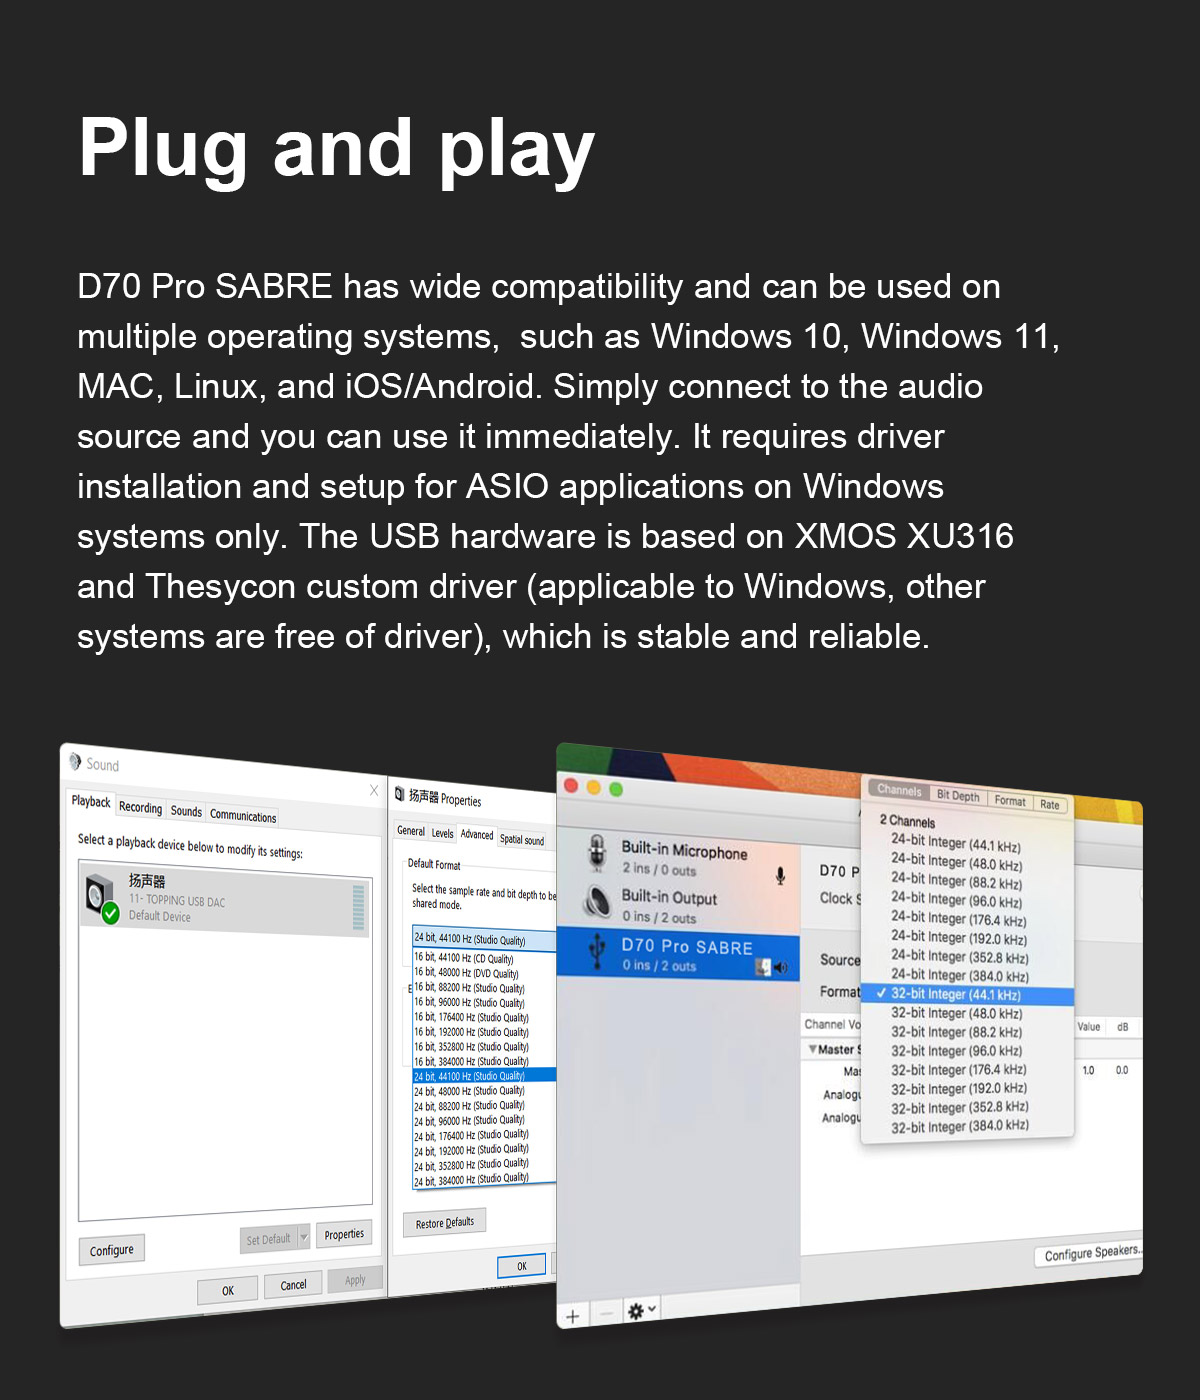 Plug and play
D70 Pro SABRE has wide compatibility and can be used on
multiple operating systems,  such as Windows 10, Windows 11,
MAC, Linux, and iOS/Android. Simply connect to the audio
source and you can use it immediately. It requires driver
installation and setup for ASIO applications on Windows
systems only. The USB hardware is based on XMOS XU316
and Thesycon custom driver (applicable to Windows, other
systems are free of driver), which is stable and reliable.
Sound
Playback Recording Sounds Communications
Select a playback device below to modify its settings:
扬声器
11- TOPPING USB DAC
Default Device
Configure
Set Default
Properties
OK
Cancel
Apply
扬声器 Properties
General Levels Advanced Spatial sound
Default Format
Select the sample rate and bit depth to be
shared mode.
24 bit, 44100 Hz (Studio Quality)
16 bit, 44100 Hz (CD Quality)
16 bit, 48000 Hz (DVD Quality)
16 bit, 88200 Hz (Studio Quality)
16 bit, 96000 Hz (Studio Quality)
16 bit, 176400 Hz (Studio Quality)
16 bit, 192000 Hz (Studio Quality)
16 bit, 352800 Hz (Studio Quality)
16 bit, 384000 Hz (Studio Quality)
24 bit, 44100 Hz (Studio Quality)
24 bit, 48000 Hz (Studio Quality)
24 bit, 88200 Hz (Studio Quality)
24 bit, 96000 Hz (Studio Quality)
24 bit, 176400 Hz (Studio Quality)
24 bit, 192000 Hz (Studio Quality)
24 bit, 352800 Hz (Studio Quality)
24 bit, 384000 Hz (Studio Quality)
Restore Defaults
OK
Built-in Microphone
2 ins / 0 outs
Built-in Output
0 ins / 2 outs
D70 Pro SABRE
0 ins / 2 outs
D70 P
Clock S
Source
Format
Channel Vo
Master S
Mas
Analogu
Analogu
Channels Bit Depth Format Rate
2 Channels
24-bit Integer (44.1 kHz)
24-bit Integer (48.0 kHz)
24-bit Integer (88.2 kHz)
24-bit Integer (96.0 kHz)
24-bit Integer (176.4 kHz)
24-bit Integer (192.0 kHz)
24-bit Integer (352.8 kHz)
24-bit Integer (384.0 kHz)
✓ 32-bit Integer (44.1 kHz)
32-bit Integer (48.0 kHz)
32-bit Integer (88.2 kHz)
32-bit Integer (96.0 kHz)
32-bit Integer (176.4 kHz)
32-bit Integer (192.0 kHz)
32-bit Integer (352.8 kHz)
32-bit Integer (384.0 kHz)
Value dB
1.0 0.0
Configure Speakers..